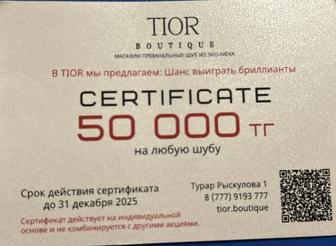 TIOR
BOUTIQUE
МАГАЗИН ПРЕМИАЛЬНЫХ ШУБ ИЗ ЭКО-МЕХА
В TIOR мы предлагаем: Шанс выиграть бриллианты
CERTIFICATE
50 000 тг
на любую шубу
Срок действия сертификата
до 31 декабря 2025
Турар Рыскулова 1
8 (777) 9193 777
tior.boutique
Сертификат действует на индивидуальной
основе и не комбинируется с другими акциями.